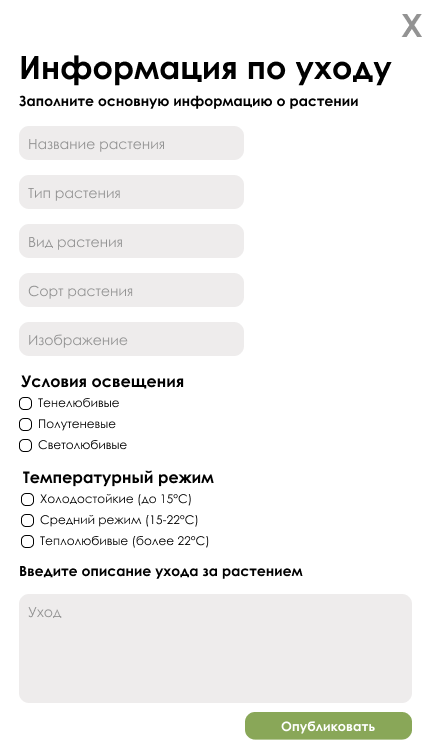 X
Информация по уходу
Заполните основную информацию о растении
Название растения
Тип растения
Вид растения
Сорт растения
Изображение
Условия освещения
Тенелюбивые
Полутеневые
Светолюбивые
Температурный режим
Холодостойкие (до 15°C)
Средний режим (15-22°C)
Теплолюбивые (более 22°C)
Введите описание ухода за растением
Уход
Опубликовать